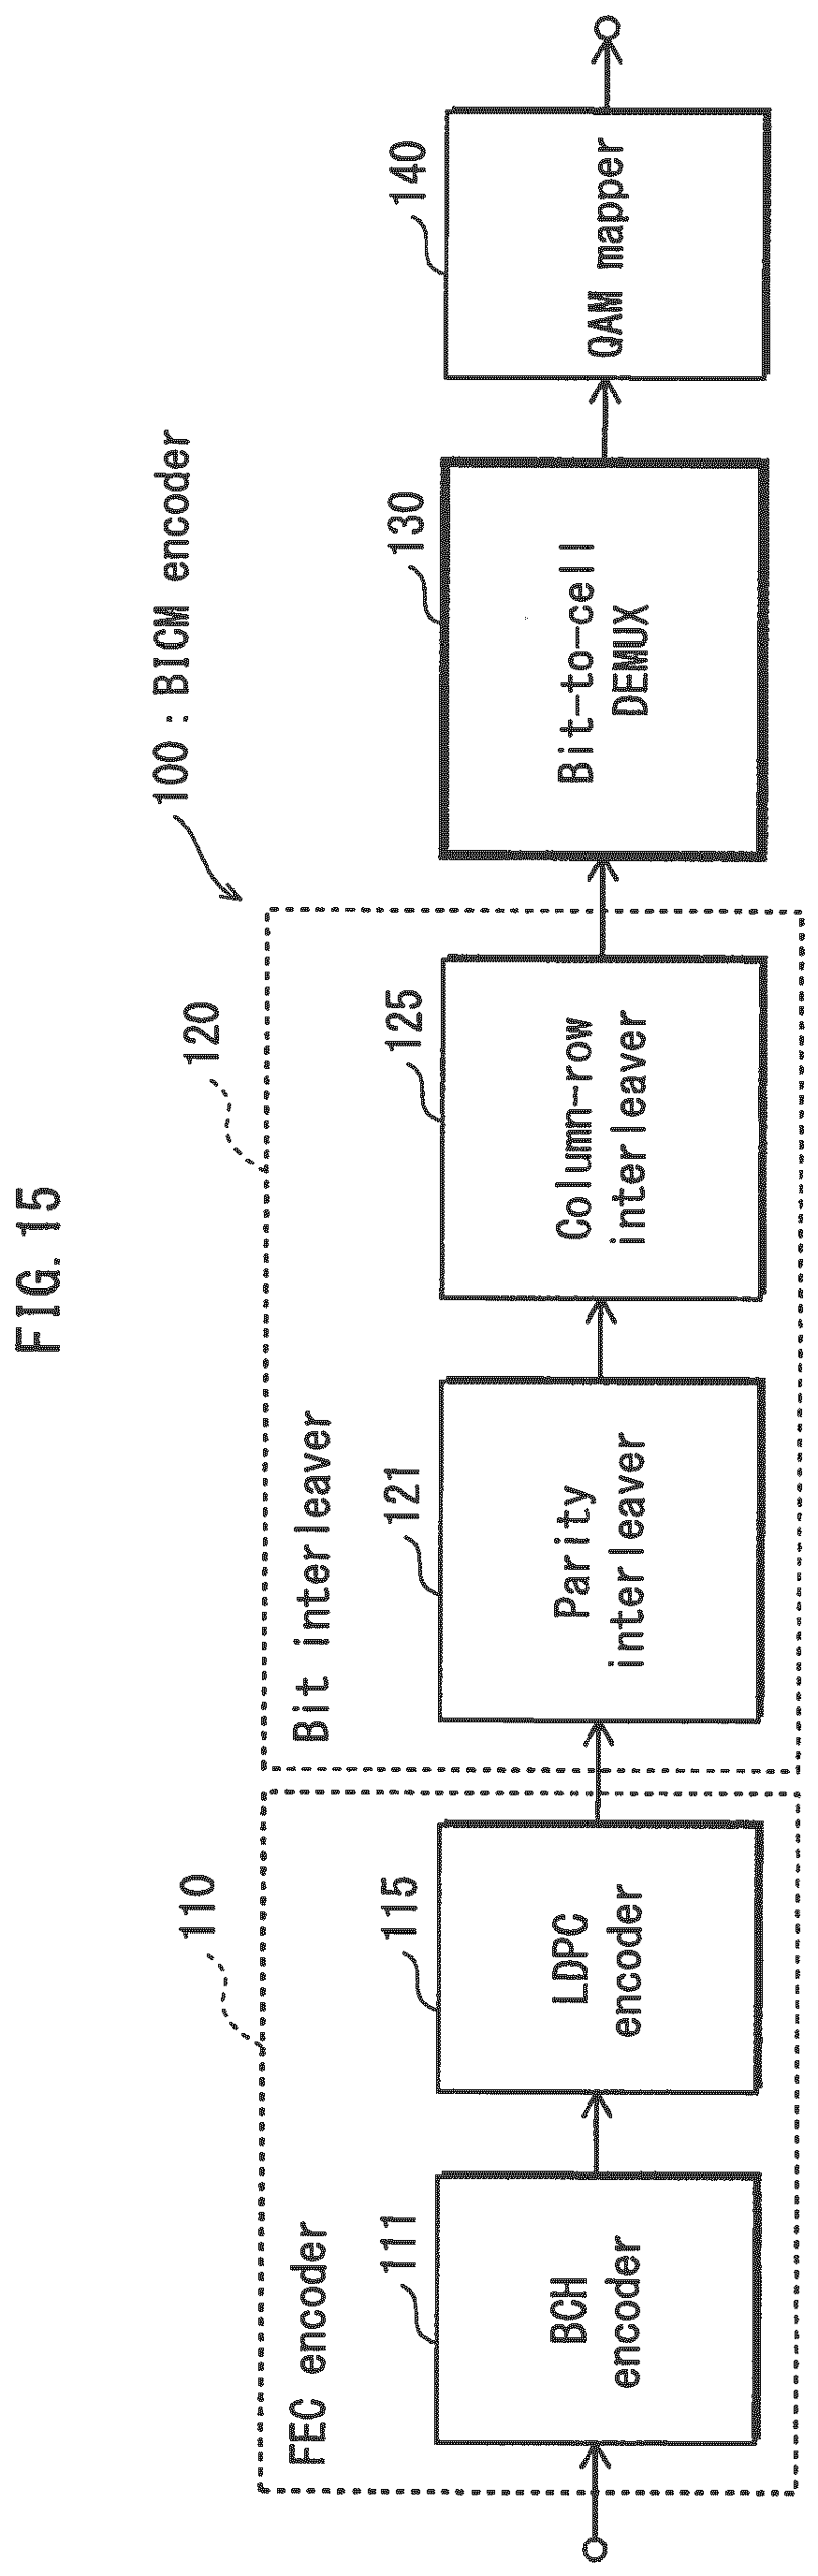 FIG. 15
100 : BICM encoder
110
120
FEC encoder
Bit interleaver
111
115
121
125
130
140
BCH
encoder
LDPC
encoder
Parity
interleaver
Column-row
interleaver
Bit-to-cell
DEMUX
QAM mapper